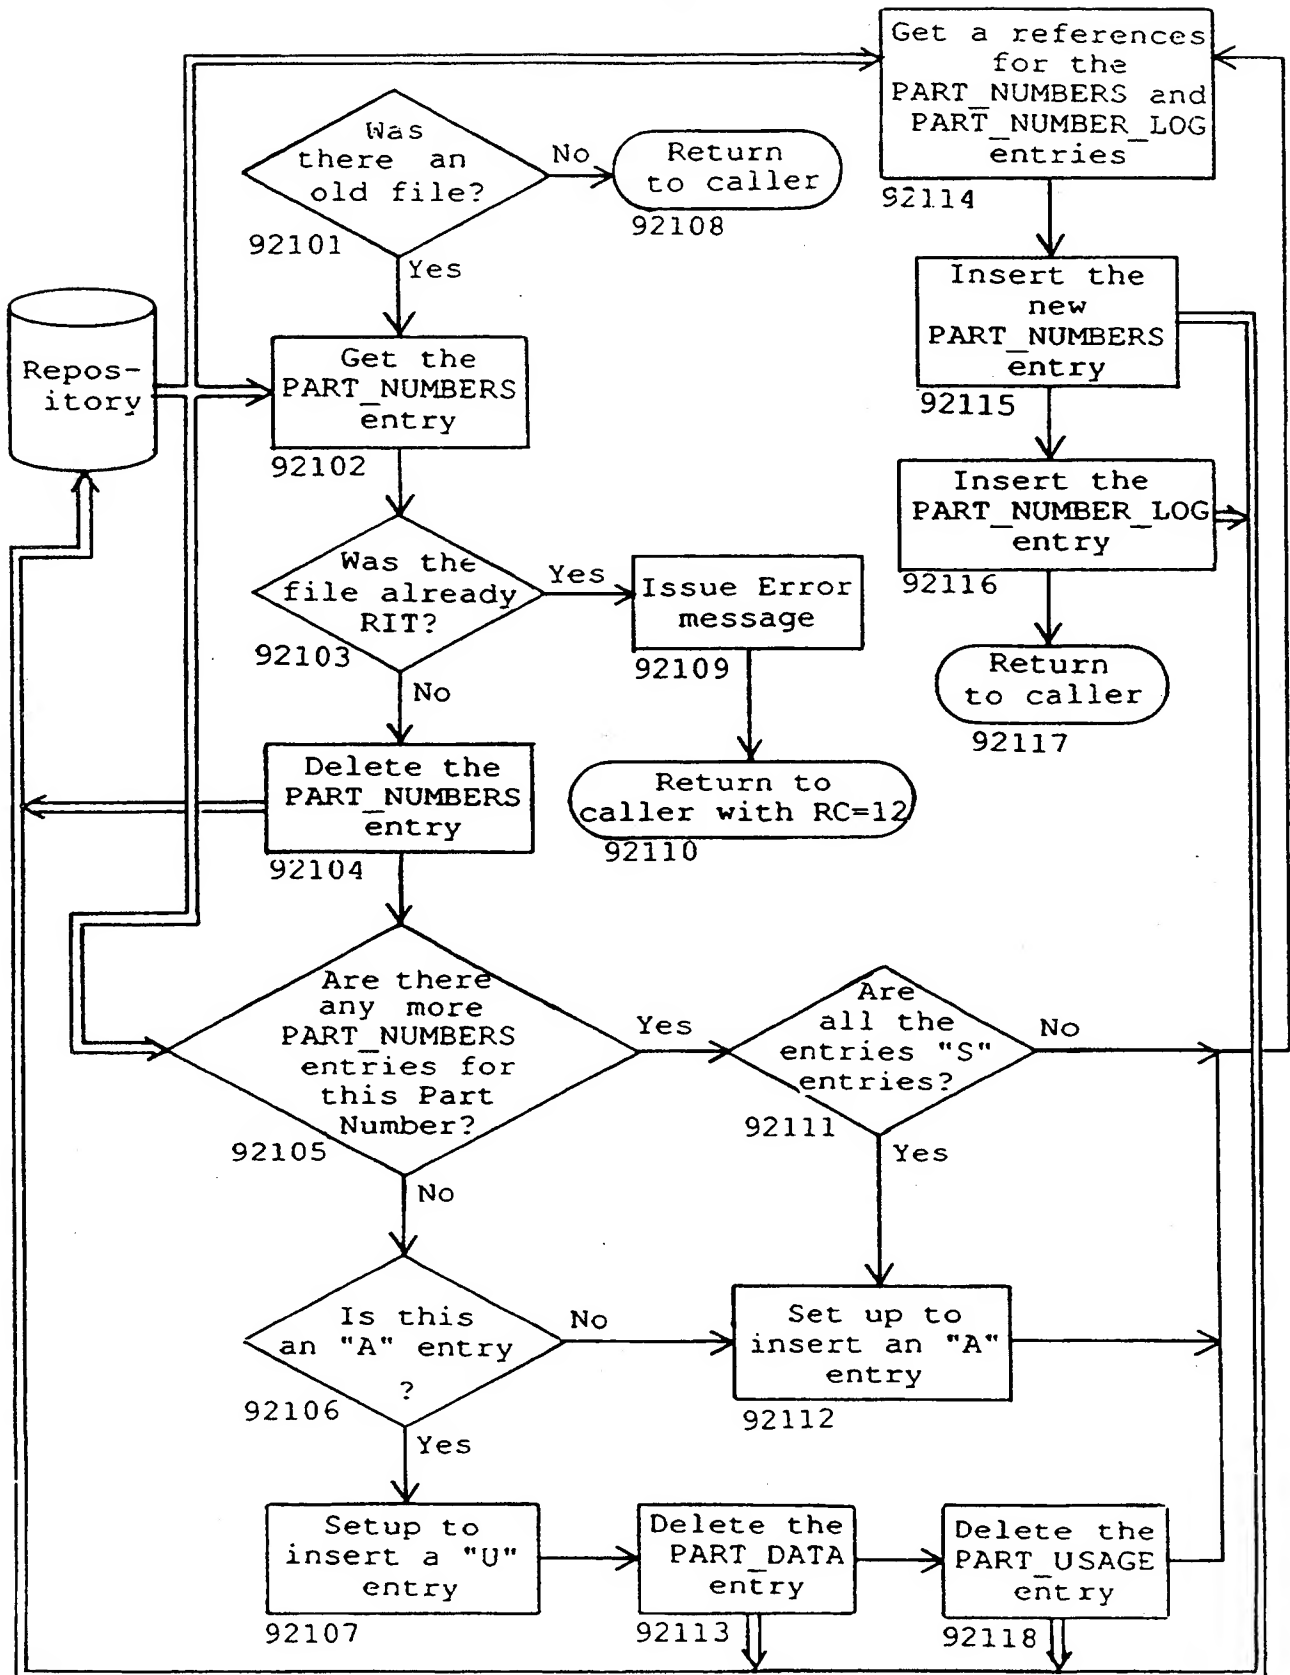 Get a references
for the
PART_NUMBERS and
PART_NUMBER_LOG
entries
92114
Was
there an
old file?
92101
No
Return
to caller
92108
Yes
Insert the
new
PART_NUMBERS
entry
92115
Repos-
itory
Get the
PART_NUMBERS
entry
92102
Insert the
PART_NUMBER_LOG
entry
92116
Was the
file already
RIT?
92103
Yes
Issue Error
message
92109
No
Return
to caller
92117
Delete the
PART_NUMBERS
entry
92104
Return to
caller with RC=12
92110
Are there
any more
PART_NUMBERS
entries for
this Part
Number?
92105
Yes
Are
all the
entries "S"
entries?
92111
No
Yes
No
Is this
an "A" entry
?
92106
No
Set up to
insert an "A"
entry
92112
Yes
Setup to
insert a "U"
entry
92107
Delete the
PART_DATA
entry
92113
Delete the
PART_USAGE
entry
92118